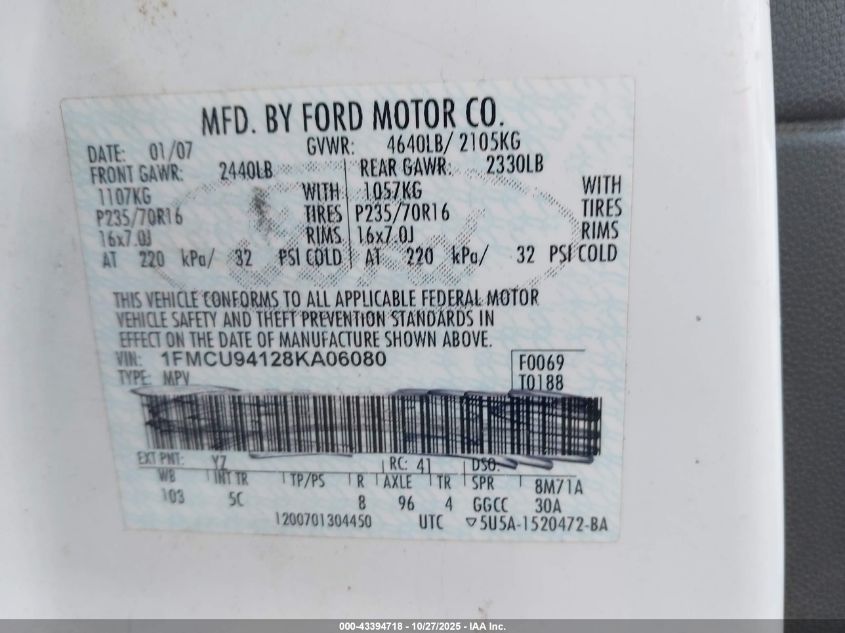 MFD. BY FORD MOTOR CO.
DATE: 01/07 GVWR: 4640LB/ 2105KG
FRONT GAWR: 2440LB REAR GAWR: 2330LB
1107KG WITH 1057KG WITH
P235/70R16 TIRES P235/70R16 TIRES
16x7.0J RIMS 16x7.0J RIMS
AT 220 kPa/ 32 PSI COLD AT 220 kPa/ 32 PSI COLD
THIS VEHICLE CONFORMS TO ALL APPLICABLE FEDERAL MOTOR
VEHICLE SAFETY AND THEFT PREVENTION STANDARDS IN
EFFECT ON THE DATE OF MANUFACTURE SHOWN ABOVE.
VIN: 1FMCU94128KA06080 F0069
TYPE: MPV T0188
EXT PNT: YZ RC: 41 DSO:
WB INT TR TP/PS R AXLE TR SPR 8M71A
103 5C 8 96 4 GGCC 30A
1200701304450 UTC ▽5U5A-1520472-BA
000-43394718 - 10/27/2025 - IAA Inc.